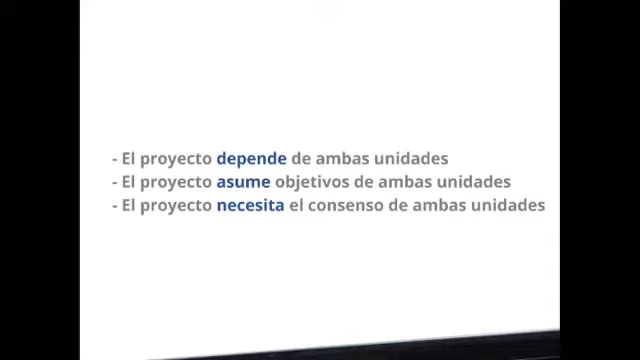 - El proyecto depende de ambas unidades
- El proyecto asume objetivos de ambas unidades
- El proyecto necesita el consenso de ambas unidades